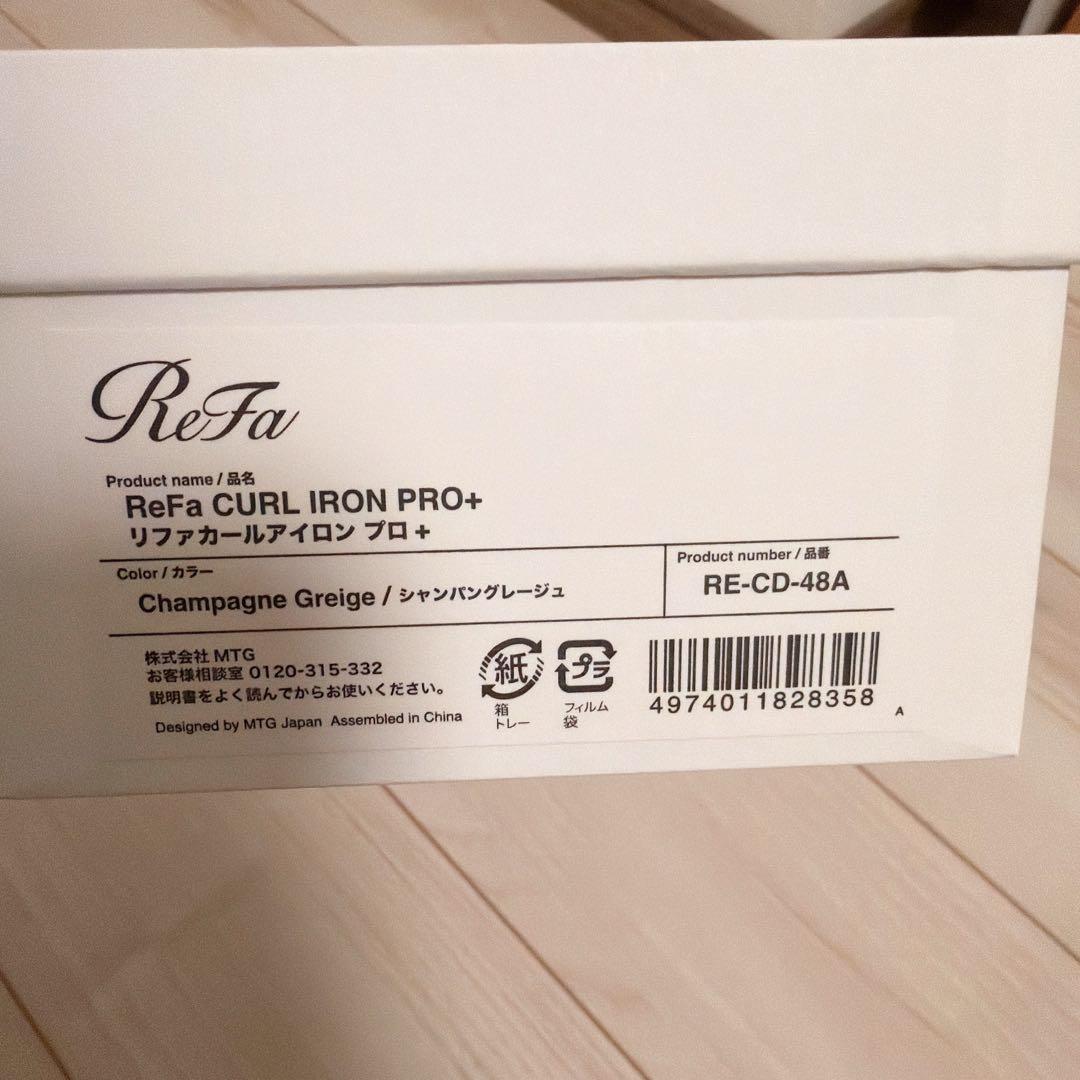 ReFa
Product name / 品名
ReFa CURL IRON PRO+
リファカールアイロン プロ+
Color / カラー
Champagne Greige / シャンパングレージュ
Product number / 品番
RE-CD-48A
株式会社 MTG
お客様相談室 0120-315-332
説明書をよく読んでからお使いください。
Designed by MTG Japan Assembled in China
紙
箱
トレー
プラ
フィルム
袋
4974011828358
A